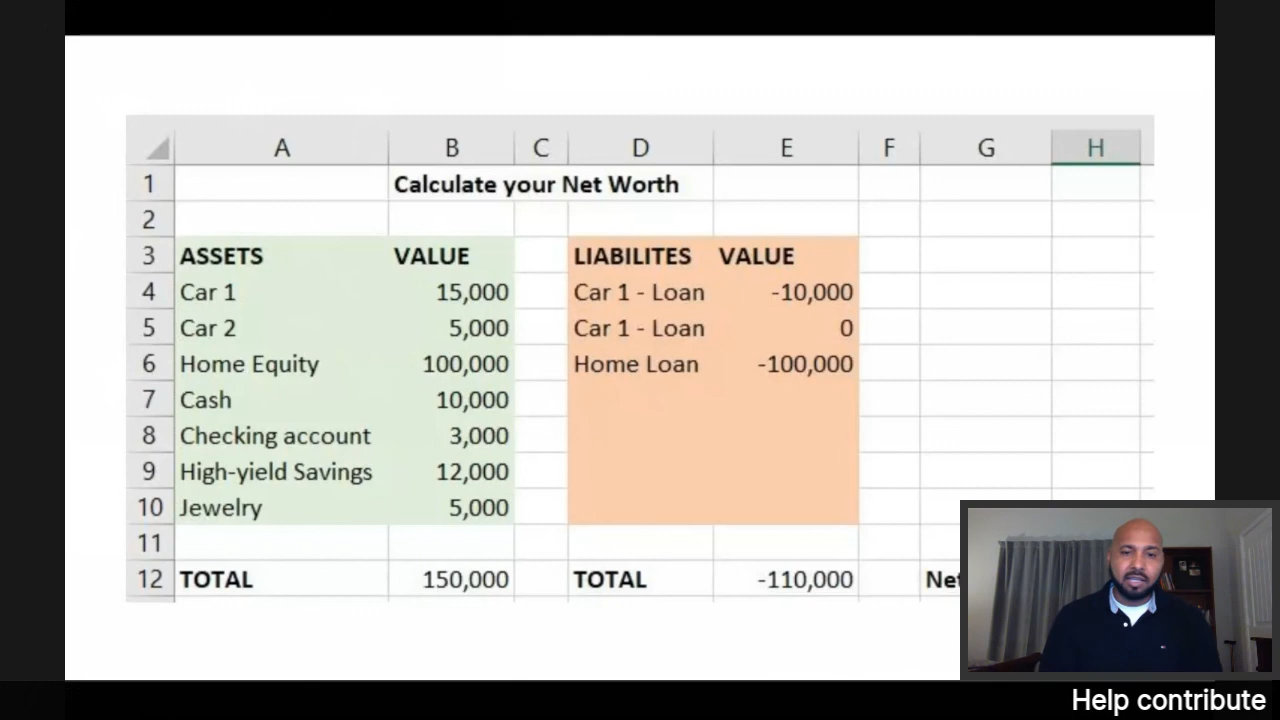 A B C D E F G H
1 Calculate your Net Worth
2
3 ASSETS VALUE LIABILITES VALUE
4 Car 1 15,000 Car 1 - Loan -10,000
5 Car 2 5,000 Car 1 - Loan 0
6 Home Equity 100,000 Home Loan -100,000
7 Cash 10,000
8 Checking account 3,000
9 High-yield Savings 12,000
10 Jewelry 5,000
11
12 TOTAL 150,000 TOTAL -110,000
Help contribute